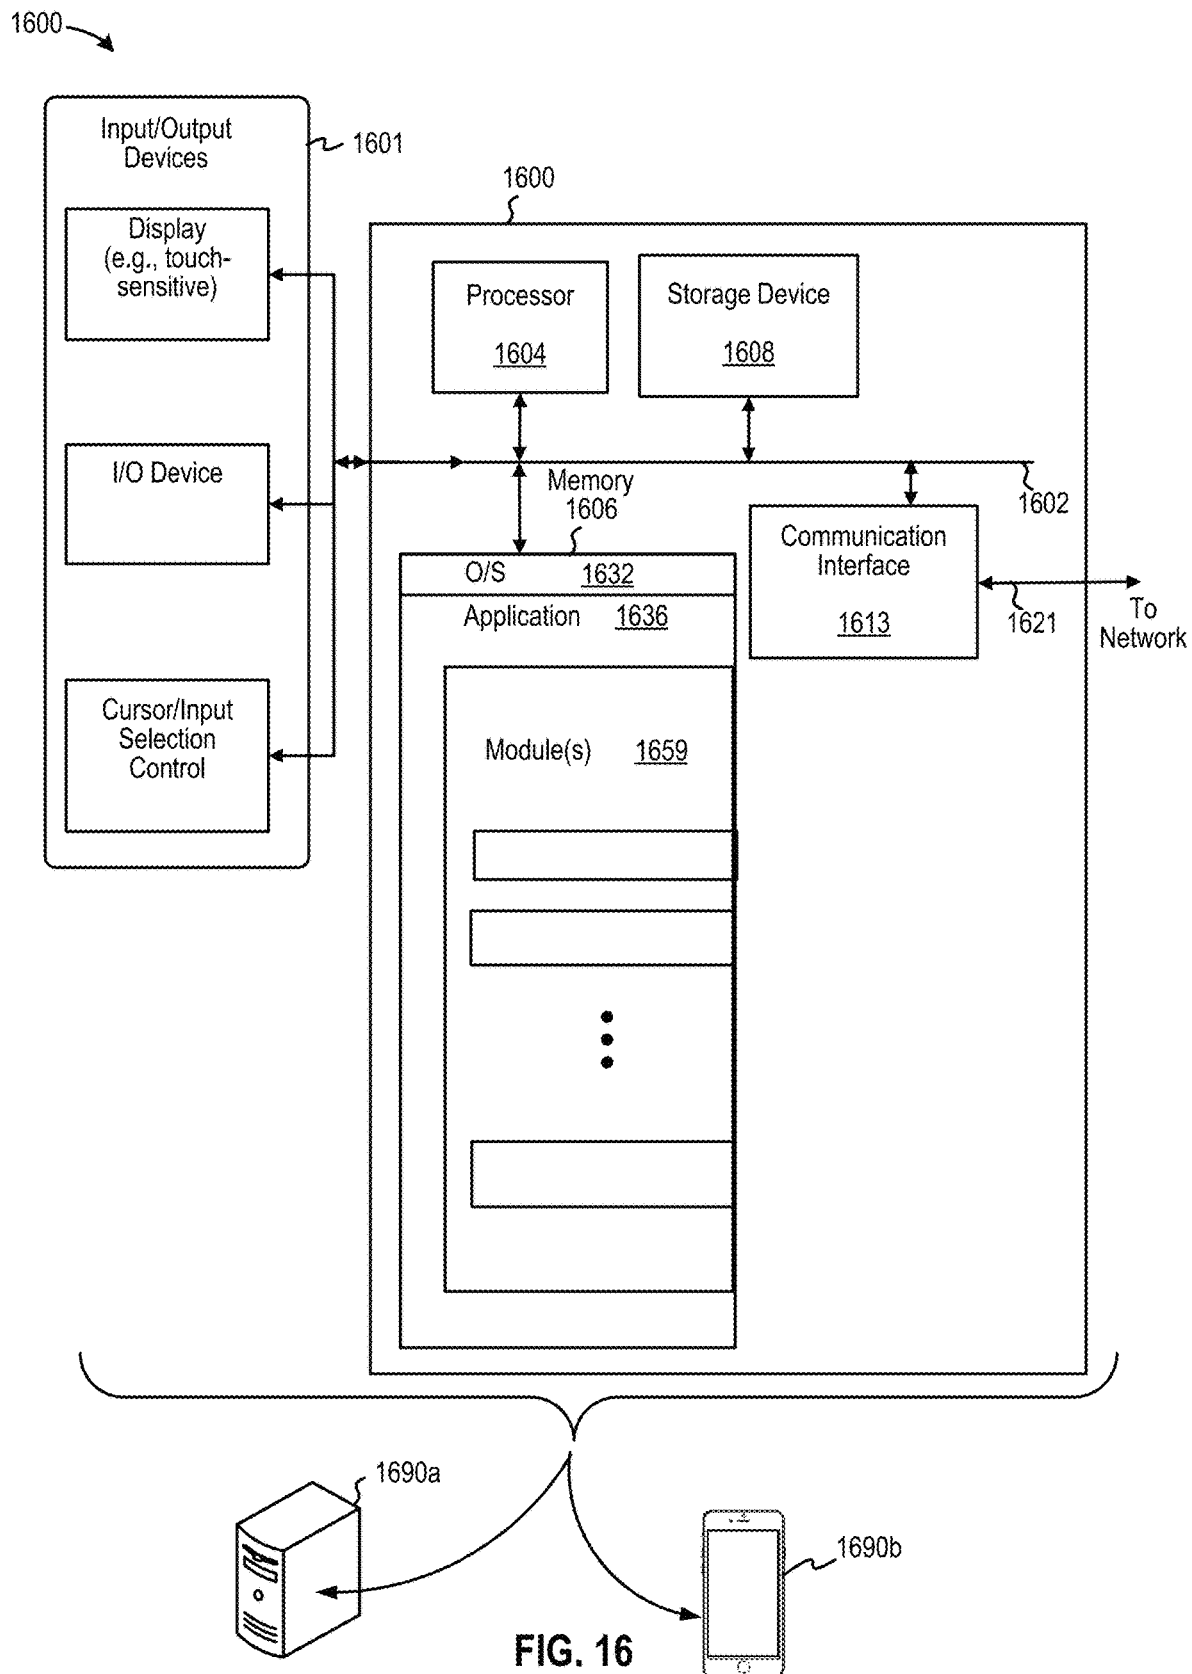 1600
Input/Output
Devices
1601
Display
(e.g., touch-
sensitive)
I/O Device
Cursor/Input
Selection
Control
1600
Processor
1604
Storage Device
1608
1602
Memory
1606
O/S 1632
Application 1636
Module(s) 1659
Communication
Interface
1613
1621
To
Network
1690a
1690b
FIG. 16